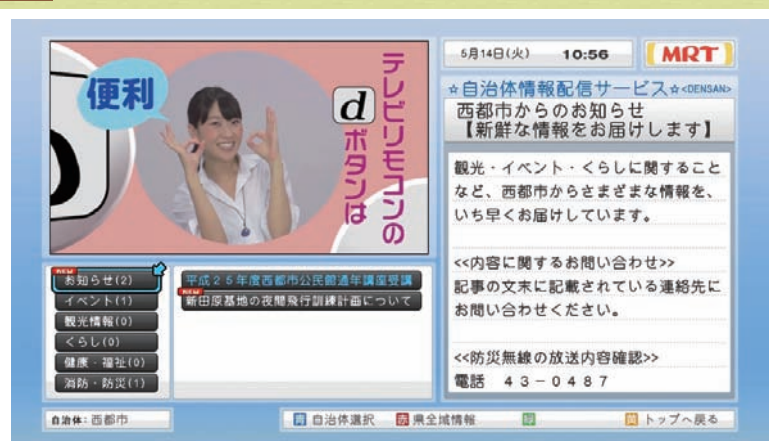 便利
テレビリモコンの
d
ボタンは
5月14日(火) 10:56 MRT
☆自治体情報配信サービス☆<DENSAN>
西都市からのお知らせ
【新鮮な情報をお届けします】
観光・イベント・くらしに関すること
など、西都市からさまざまな情報を、
いち早くお届けしています。
<<内容に関するお問い合わせ>>
記事の文末に記載されている連絡先に
お問い合わせください。
<<防災無線の放送内容確認>>
電話 43-0487
NEW
お知らせ(2)
イベント(1)
観光情報(0)
くらし(0)
健康・福祉(0)
消防・防災(1)
平成25年度西都市公民館通年講座受講
NEW
新田原基地の夜間飛行訓練計画について
自治体:西都市
青 自治体選択 赤 県全域情報 緑 黄 トップへ戻る